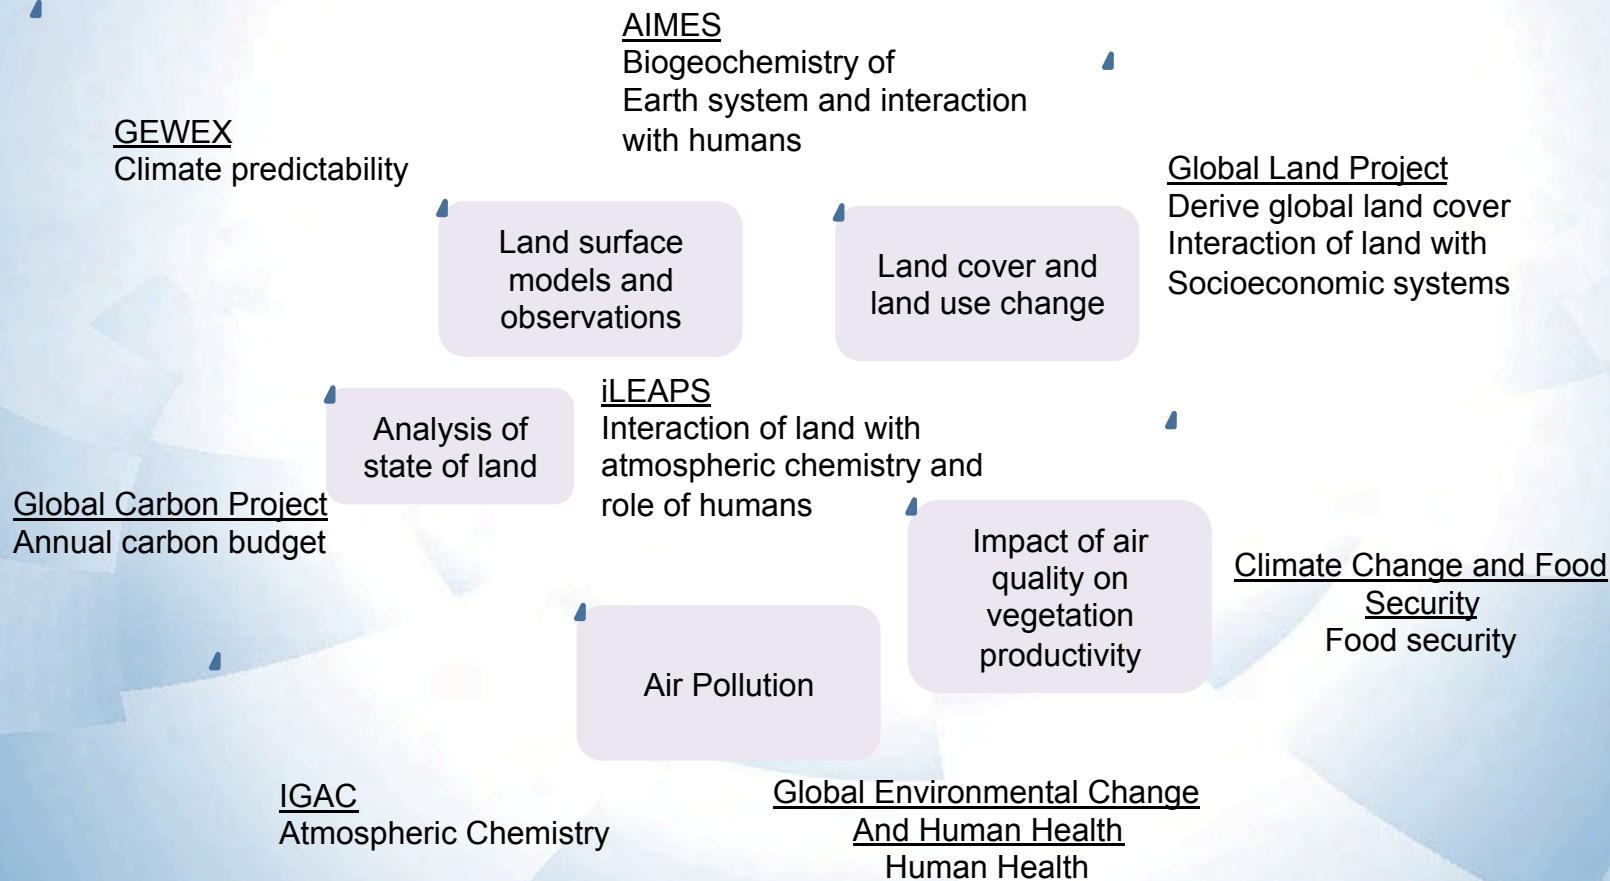 AIMES
Biogeochemistry of
Earth system and interaction
with humans
GEWEX
Climate predictability
Global Land Project
Derive global land cover
Interaction of land with
Socioeconomic systems
Land surface
models and
observations
Land cover and
land use change
Analysis of
state of land
iLEAPS
Interaction of land with
atmospheric chemistry and
role of humans
Global Carbon Project
Annual carbon budget
Impact of air
quality on
vegetation
productivity
Climate Change and Food
Security
Food security
Air Pollution
IGAC
Atmospheric Chemistry
Global Environmental Change
And Human Health
Human Health